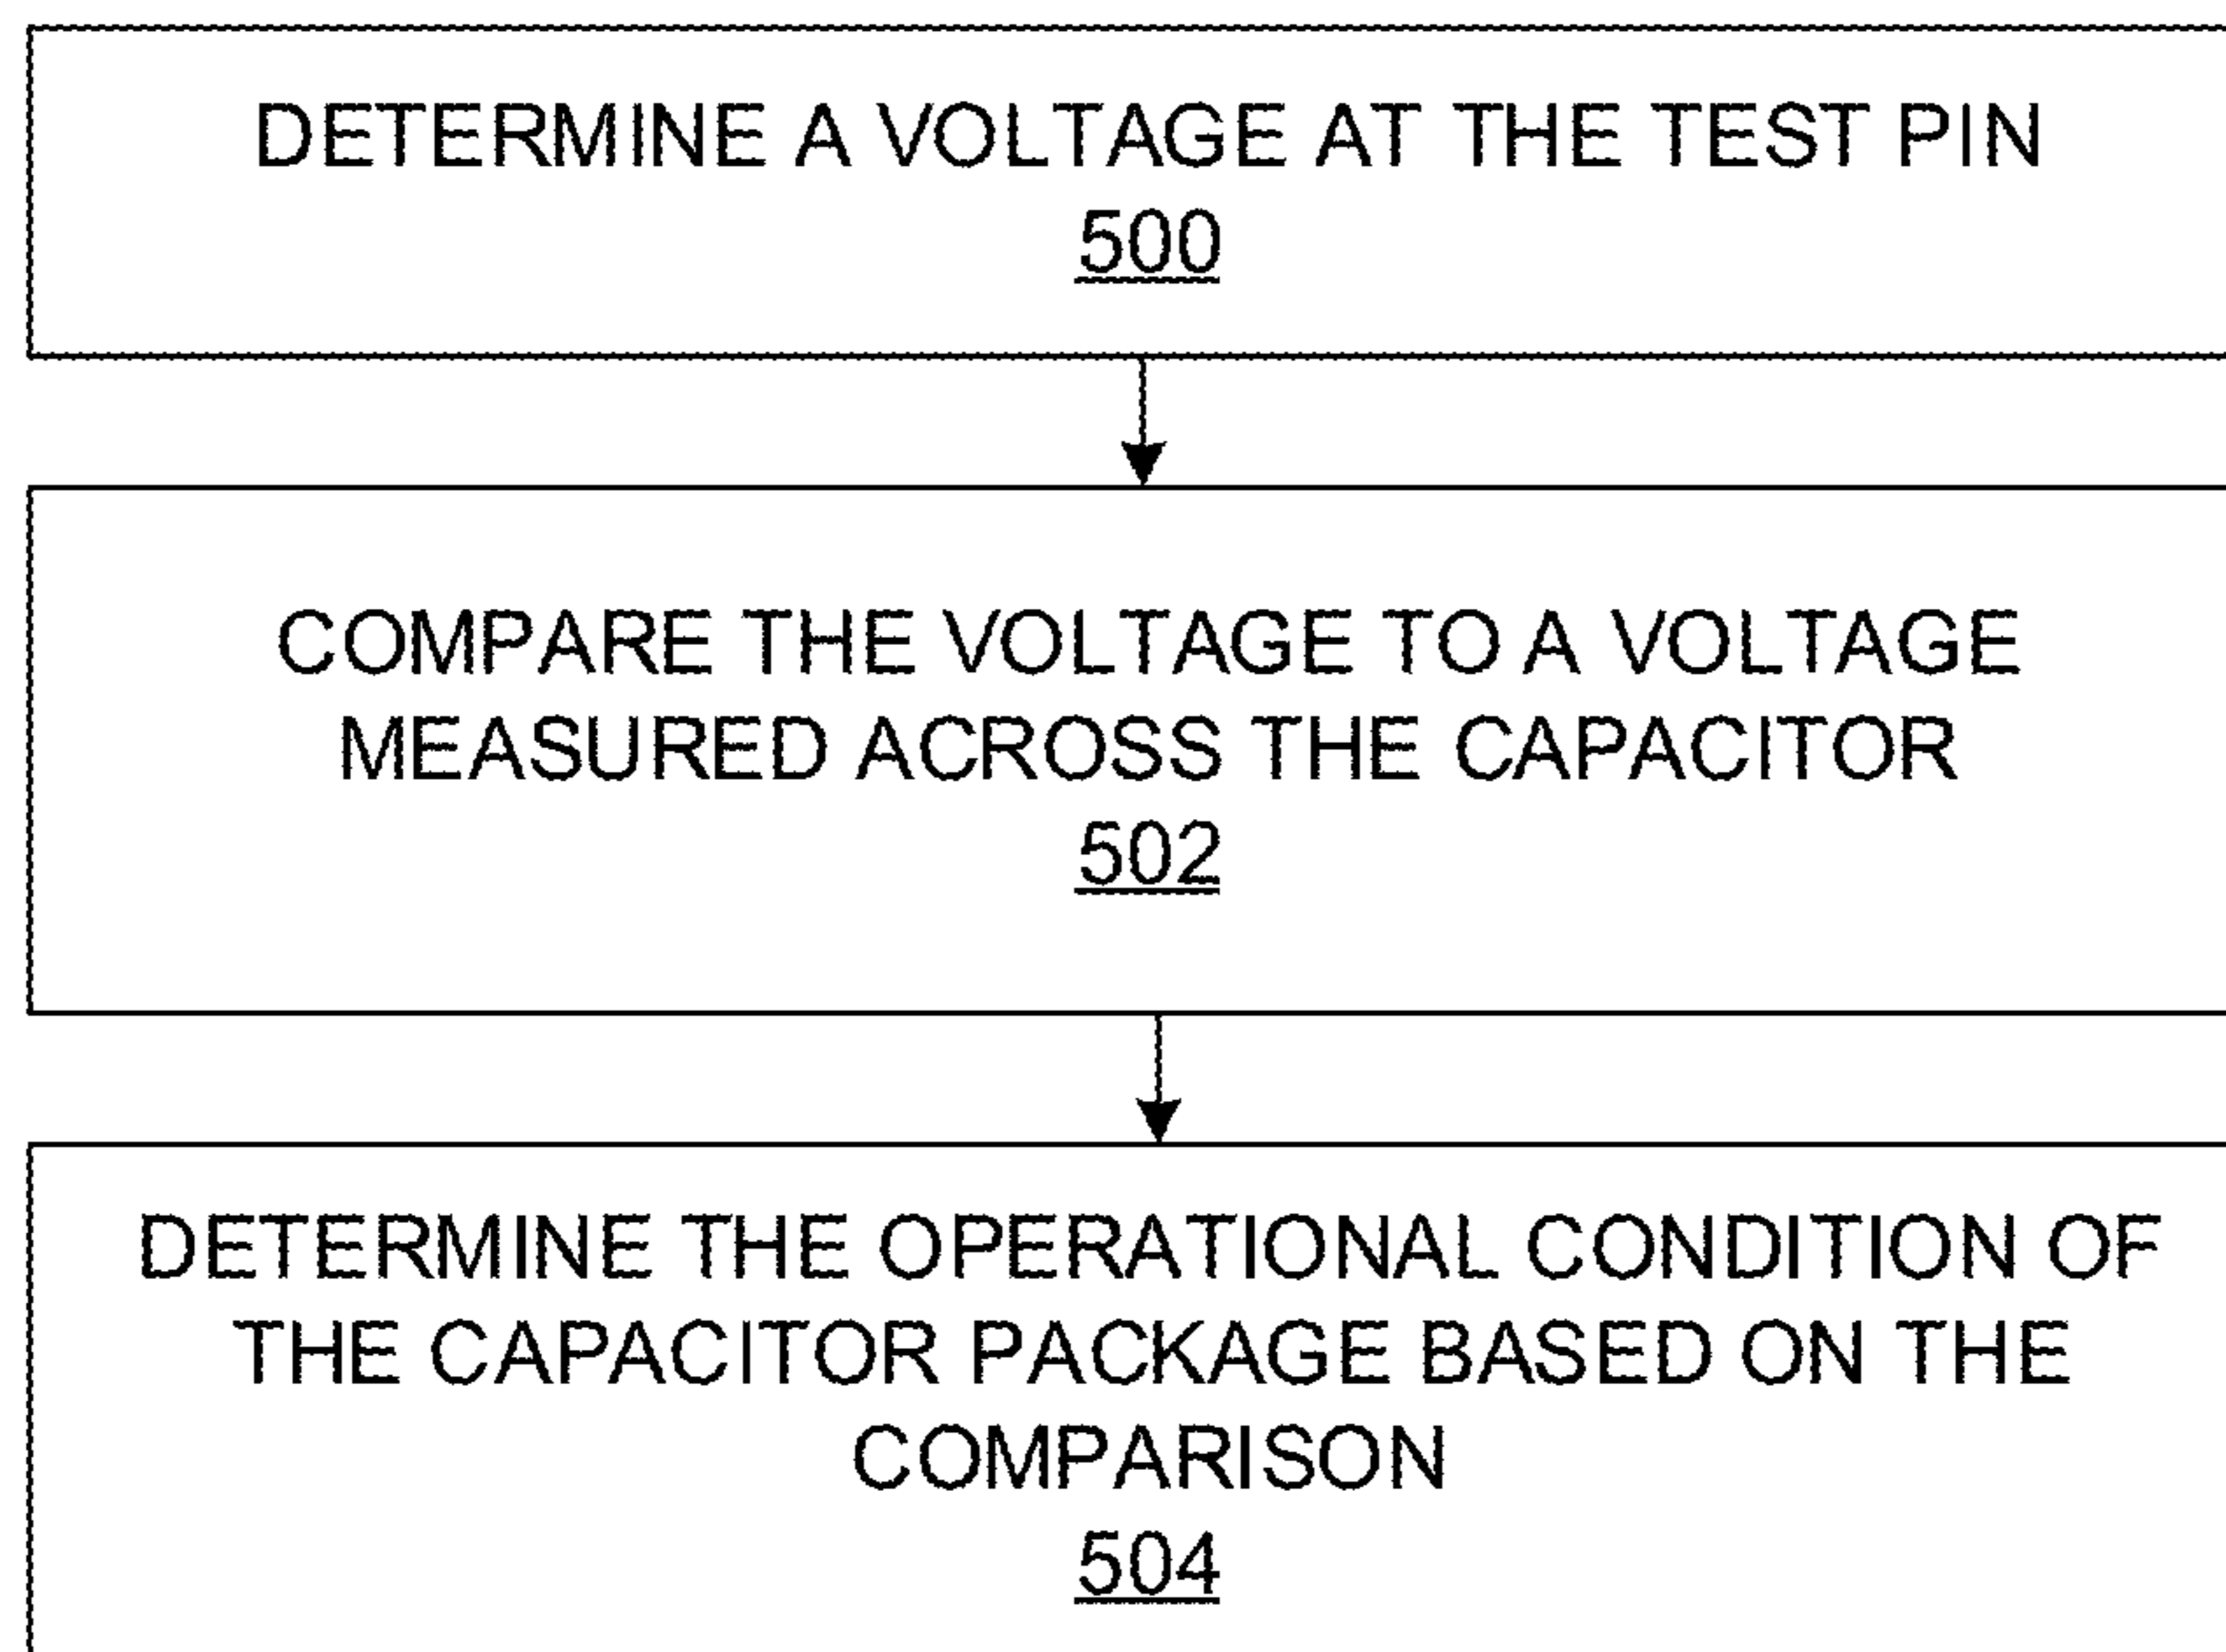 DETERMINE A VOLTAGE AT THE TEST PIN
500
COMPARE THE VOLTAGE TO A VOLTAGE
MEASURED ACROSS THE CAPACITOR
502
DETERMINE THE OPERATIONAL CONDITION OF
THE CAPACITOR PACKAGE BASED ON THE
COMPARISON
504